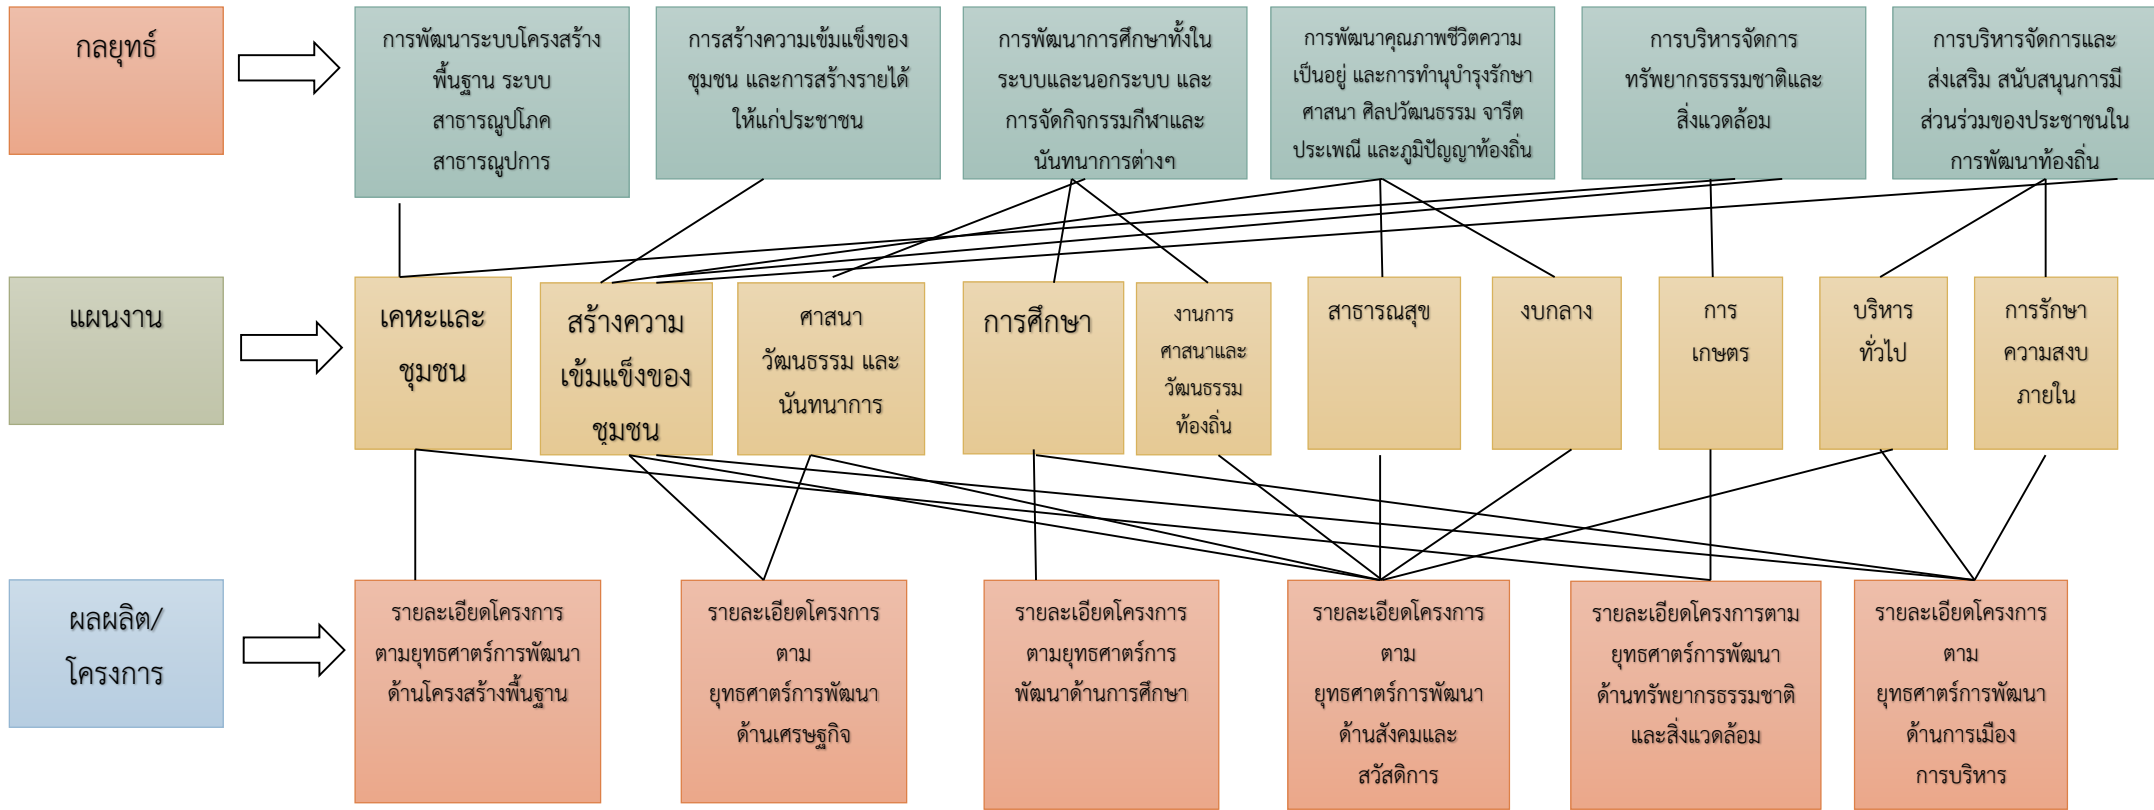 กลยุทธ์
การพัฒนาระบบโครงสร้าง
พื้นฐาน ระบบ
สาธารณูปโภค
สาธารณูปการ
การสร้างความเข้มแข็งของ
ชุมชน และการสร้างรายได้
ให้แก่ประชาชน
การพัฒนาการศึกษาทั้งใน
ระบบและนอกระบบ และ
การจัดกิจกรรมกีฬาและ
นันทนาการต่างๆ
การพัฒนาคุณภาพชีวิตความ
เป็นอยู่ และการทำนุบำรุงรักษา
ศาสนา ศิลปวัฒนธรรม จารีต
ประเพณี และภูมิปัญญาท้องถิ่น
การบริหารจัดการ
ทรัพยากรธรรมชาติและ
สิ่งแวดล้อม
การบริหารจัดการและ
ส่งเสริม สนับสนุนการมี
ส่วนร่วมของประชาชนใน
การพัฒนาท้องถิ่น
แผนงาน
เคหะและ
ชุมชน
สร้างความ
เข้มแข็งของ
ชุมชน
ศาสนา
วัฒนธรรม และ
นันทนาการ
การศึกษา
งานการ
ศาสนาและ
วัฒนธรรม
ท้องถิ่น
สาธารณสุข
งบกลาง
การ
เกษตร
บริหาร
ทั่วไป
การรักษา
ความสงบ
ภายใน
ผลผลิต/
โครงการ
รายละเอียดโครงการ
ตามยุทธศาตร์การพัฒนา
ด้านโครงสร้างพื้นฐาน
รายละเอียดโครงการ
ตาม
ยุทธศาตร์การพัฒนา
ด้านเศรษฐกิจ
รายละเอียดโครงการ
ตามยุทธศาตร์การ
พัฒนาด้านการศึกษา
รายละเอียดโครงการ
ตาม
ยุทธศาตร์การพัฒนา
ด้านสังคมและ
สวัสดิการ
รายละเอียดโครงการตาม
ยุทธศาตร์การพัฒนา
ด้านทรัพยากรธรรมชาติ
และสิ่งแวดล้อม
รายละเอียดโครงการ
ตาม
ยุทธศาตร์การพัฒนา
ด้านการเมือง
การบริหาร